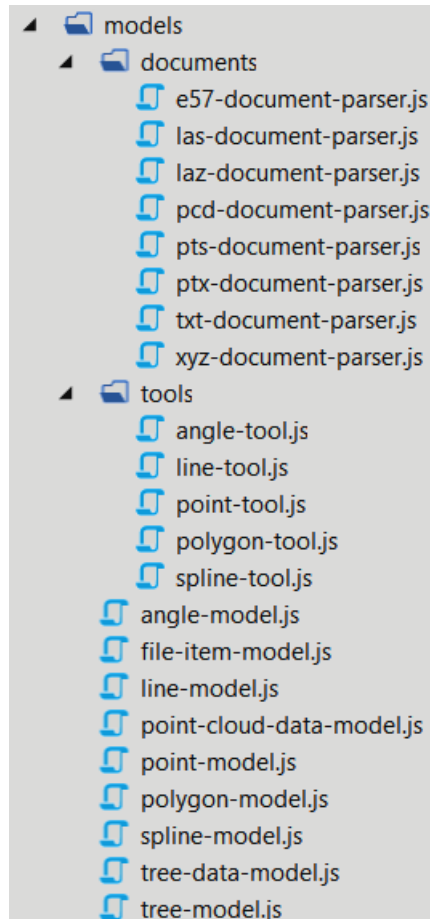 models
documents
e57-document-parser.js
las-document-parser.js
laz-document-parser.js
pcd-document-parser.js
pts-document-parser.js
ptx-document-parser.js
txt-document-parser.js
xyz-document-parser.js
tools
angle-tool.js
line-tool.js
point-tool.js
polygon-tool.js
spline-tool.js
angle-model.js
file-item-model.js
line-model.js
point-cloud-data-model.js
point-model.js
polygon-model.js
spline-model.js
tree-data-model.js
tree-model.js